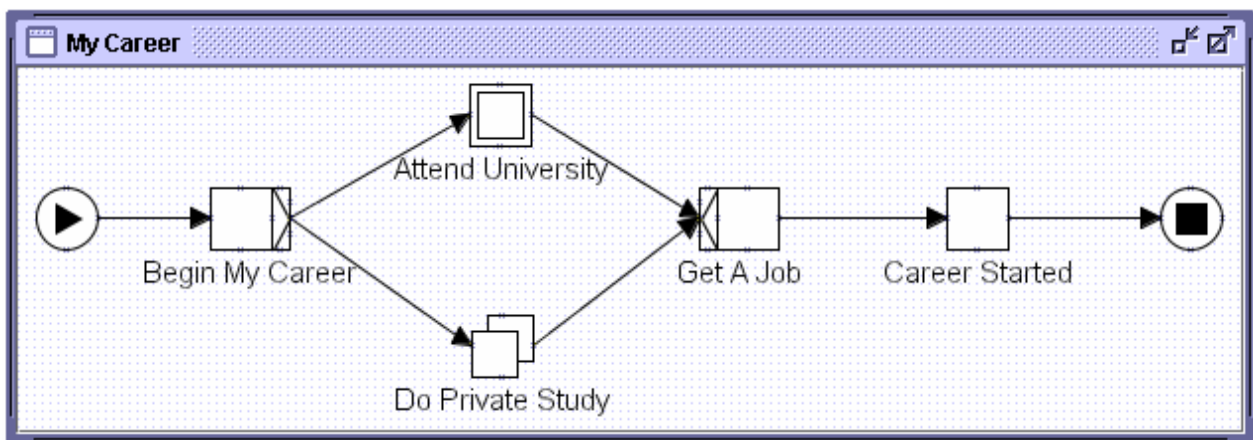 My Career
Attend University
Begin My Career
Get A Job
Career Started
Do Private Study